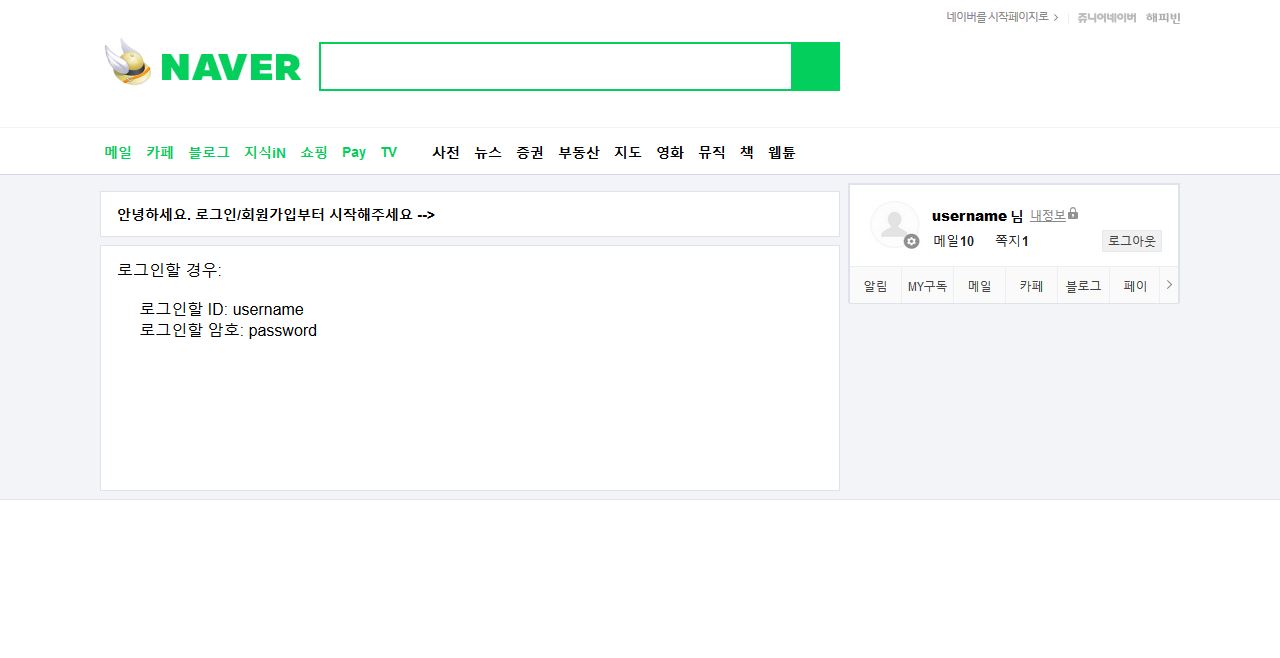 네이버를 시작페이지로 > 쥬니어네이버 해피빈
NAVER
메일 카페 블로그 지식iN 쇼핑 Pay TV 사전 뉴스 증권 부동산 지도 영화 뮤직 책 웹툰
안녕하세요. 로그인/회원가입부터 시작해주세요 -->
로그인할 경우:
로그인할 ID: username
로그인할 암호: password
username 님 내정보
메일10 쪽지1 로그아웃
알림 MY구독 메일 카페 블로그 페이 >